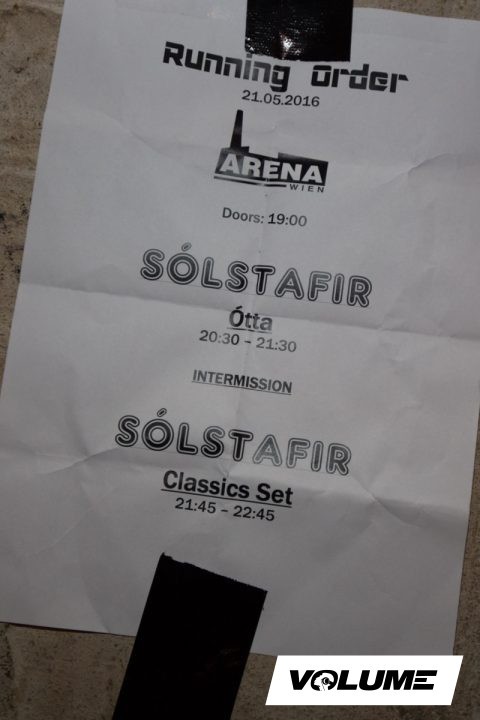 Running Order
21.05.2016
ARENA
WIEN
Doors: 19:00
SÓLSTAFIR
Ótta
20:30 – 21:30
INTERMISSION
SÓLSTAFIR
Classics Set
21:45 – 22:45
VOLUME